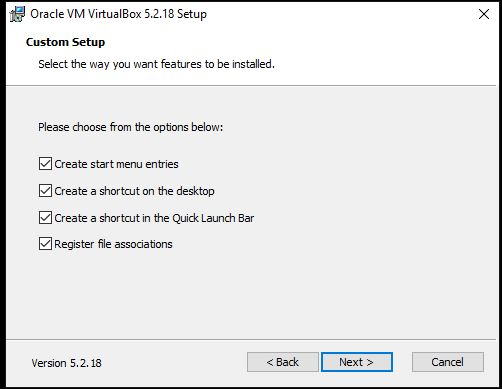 Oracle VM VirtualBox 5.2.18 Setup
Custom Setup
Select the way you want features to be installed.
Please choose from the options below:
Create start menu entries
Create a shortcut on the desktop
Create a shortcut in the Quick Launch Bar
Register file associations
Version 5.2.18
< Back
Next >
Cancel